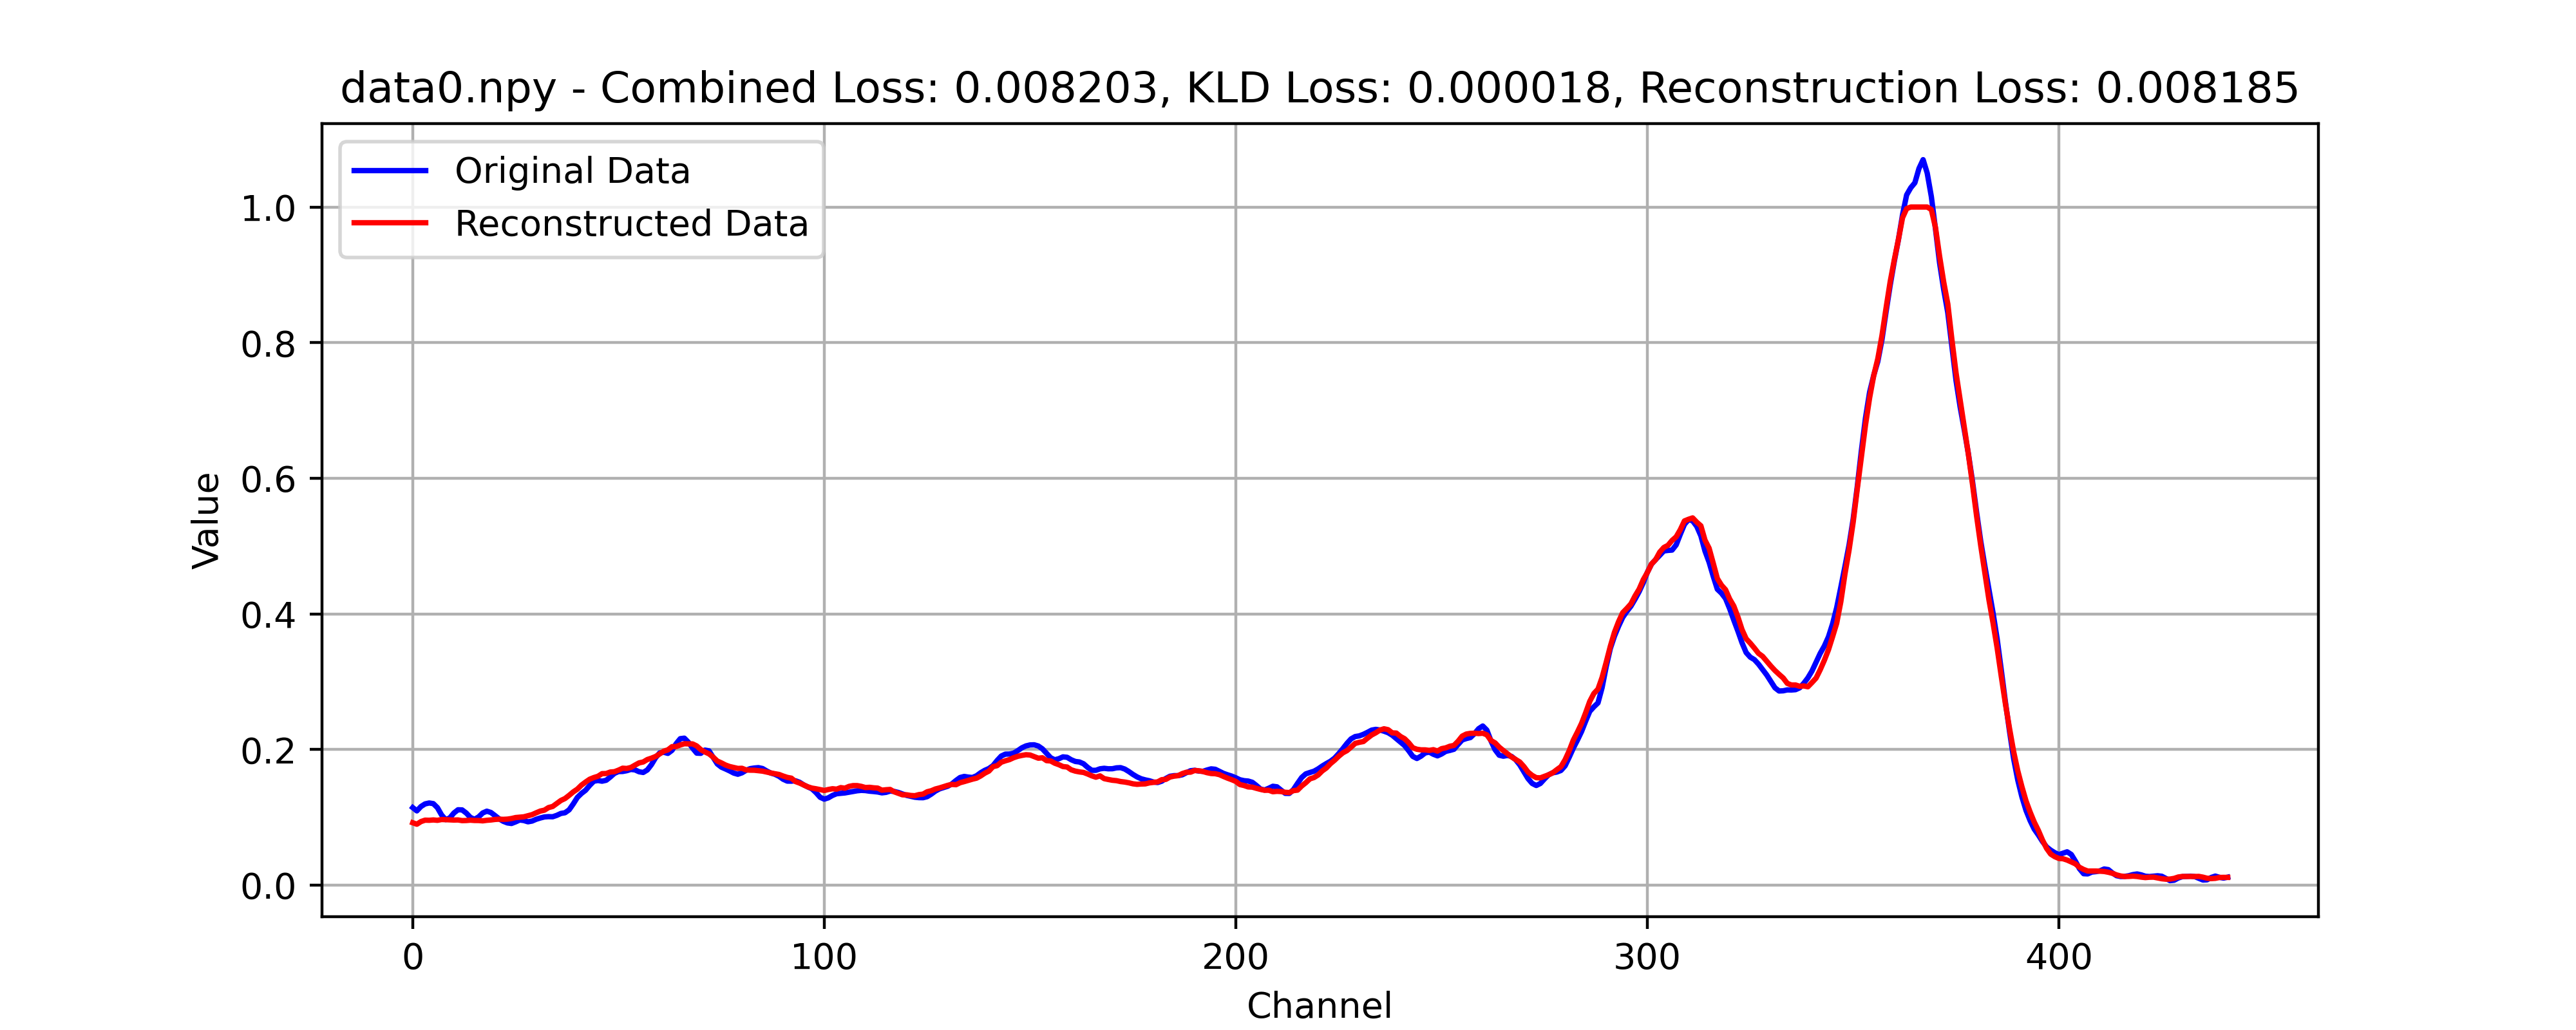 data0.npy - Combined Loss: 0.008203, KLD Loss: 0.000018, Reconstruction Loss: 0.008185
Original Data
Reconstructed Data
1.0
0.8
0.6
0.4
0.2
0.0
Value
0 100 200 300 400
Channel